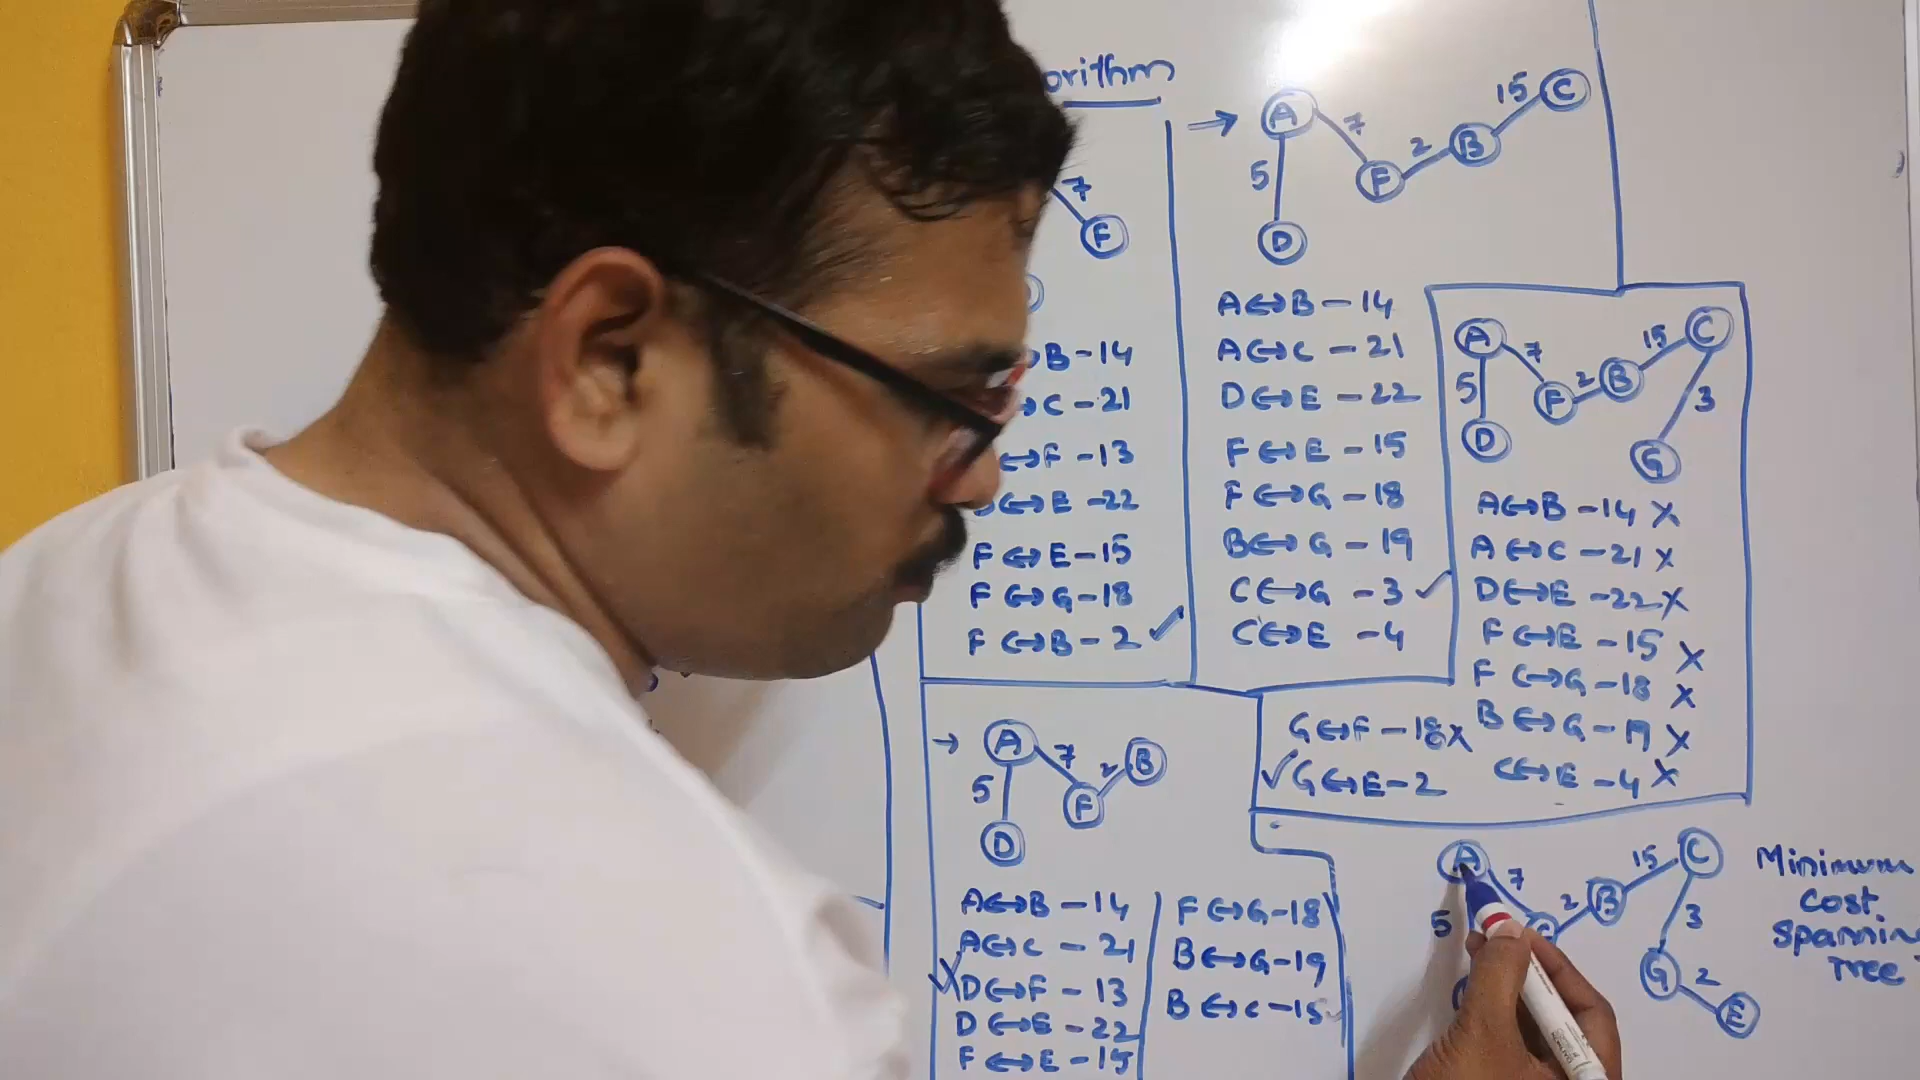 orithm
7
F
B-14
C-21
↔F-13
↔E-22
F↔E-15
F↔G-18
F↔B-2 ✓
→ A 7 F 2 B 15 C
5
D
A↔B-14
A↔C-21
D↔E-22
F↔E-15
F↔G-18
B↔G-19
C↔G-3 ✓
C↔E-4
A 7 F 2 B 15 C
5 3
D G
A↔B-14 X
A↔C-21 X
D↔E-22 X
F↔E-15 X
F↔G-18 X
B↔G-19 X
C↔E-4 X
G↔F-18 X
✓ G↔E-2
→ A 7 F 2 B
5
D
A↔B-14
A↔C-21
X D↔F-13
D↔E-22
F↔E-15
F↔G-18
B↔G-19
B↔C-15
A 7 2 B 15 C
5 3
G 2 E
Minimum
cost
Tree